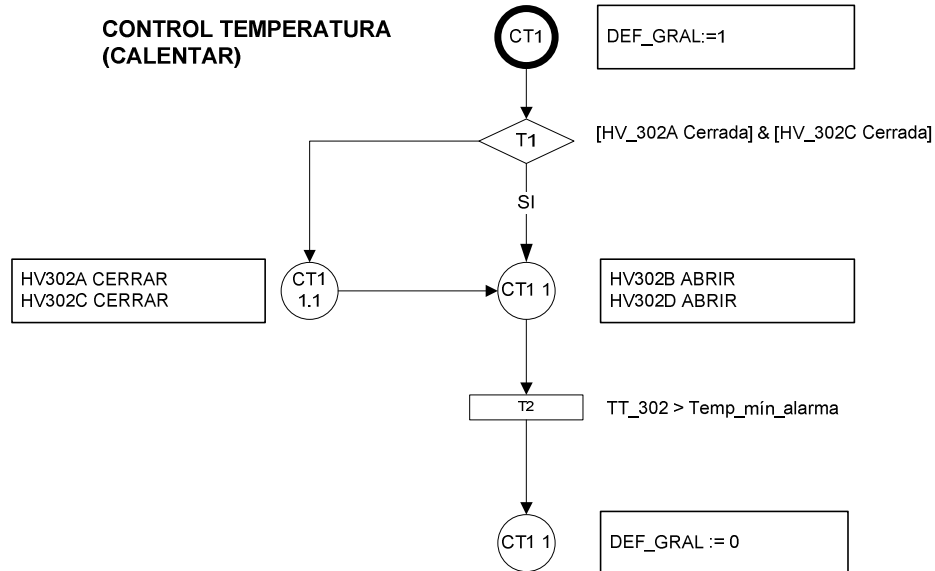 CONTROL TEMPERATURA
(CALENTAR)
CT1
DEF_GRAL:=1
T1
[HV_302A Cerrada] & [HV_302C Cerrada]
SI
HV302A CERRAR
HV302C CERRAR
CT1
1.1
CT1 1
HV302B ABRIR
HV302D ABRIR
T2
TT_302 > Temp_mín_alarma
CT1 1
DEF_GRAL := 0